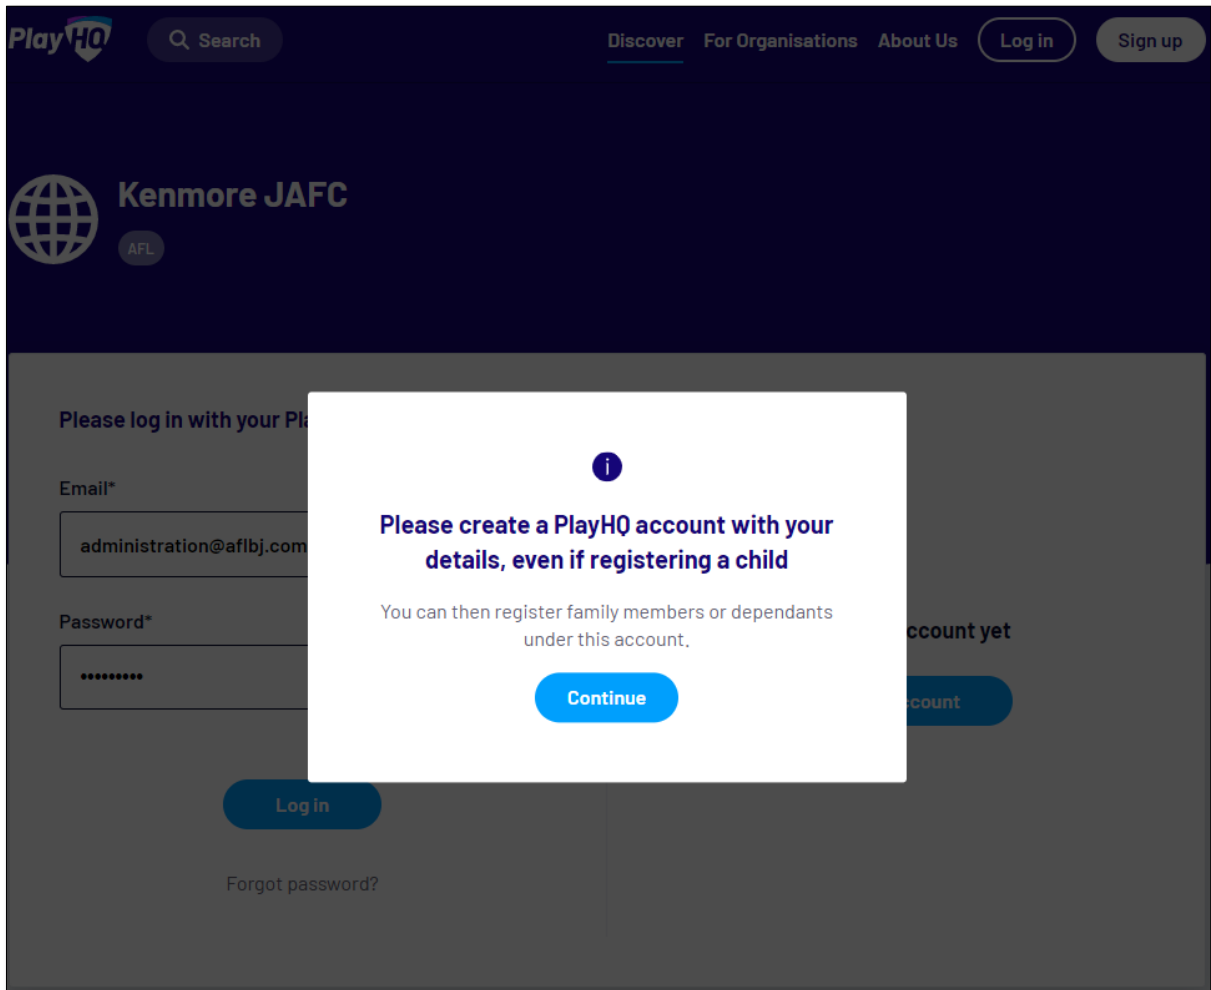 PlayHQ
Search
Discover
For Organisations
About Us
Log in
Sign up
Kenmore JAFC
AFL
Please log in with your Pla
Email*
administration@aflbj.com
Password*
•••••••••
Log in
Forgot password?
Please create a PlayHQ account with your
details, even if registering a child
You can then register family members or dependants
under this account.
Continue
ccount yet
count